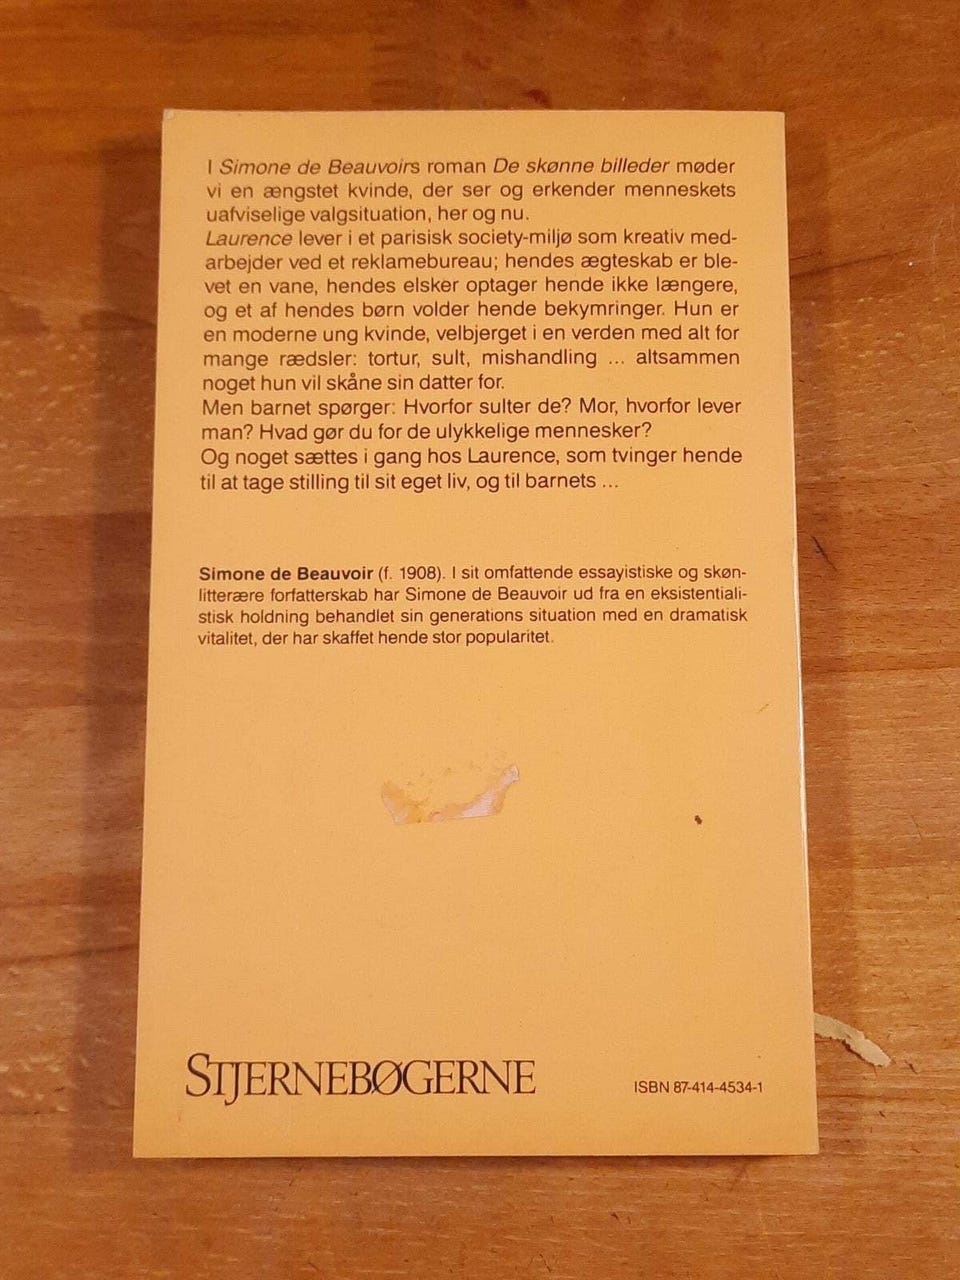 I Simone de Beauvoirs roman De skønne billeder møder
vi en ængstet kvinde, der ser og erkender menneskets
uafviselige valgsituation, her og nu.
Laurence lever i et parisisk society-miljø som kreativ med-
arbejder ved et reklamebureau; hendes ægteskab er ble-
vet en vane, hendes elsker optager hende ikke længere,
og et af hendes børn volder hende bekymringer. Hun er
en moderne ung kvinde, velbjerget i en verden med alt for
mange rædsler: tortur, sult, mishandling ... altsammen
noget hun vil skåne sin datter for.
Men barnet spørger: Hvorfor sulter de? Mor, hvorfor lever
man? Hvad gør du for de ulykkelige mennesker?
Og noget sættes i gang hos Laurence, som tvinger hende
til at tage stilling til sit eget liv, og til barnets ...
Simone de Beauvoir (f. 1908). I sit omfattende essayistiske og skøn-
litterære forfatterskab har Simone de Beauvoir ud fra en eksistentiali-
stisk holdning behandlet sin generations situation med en dramatisk
vitalitet, der har skaffet hende stor popularitet.
STJERNEBØGERNE
ISBN 87-414-4534-1